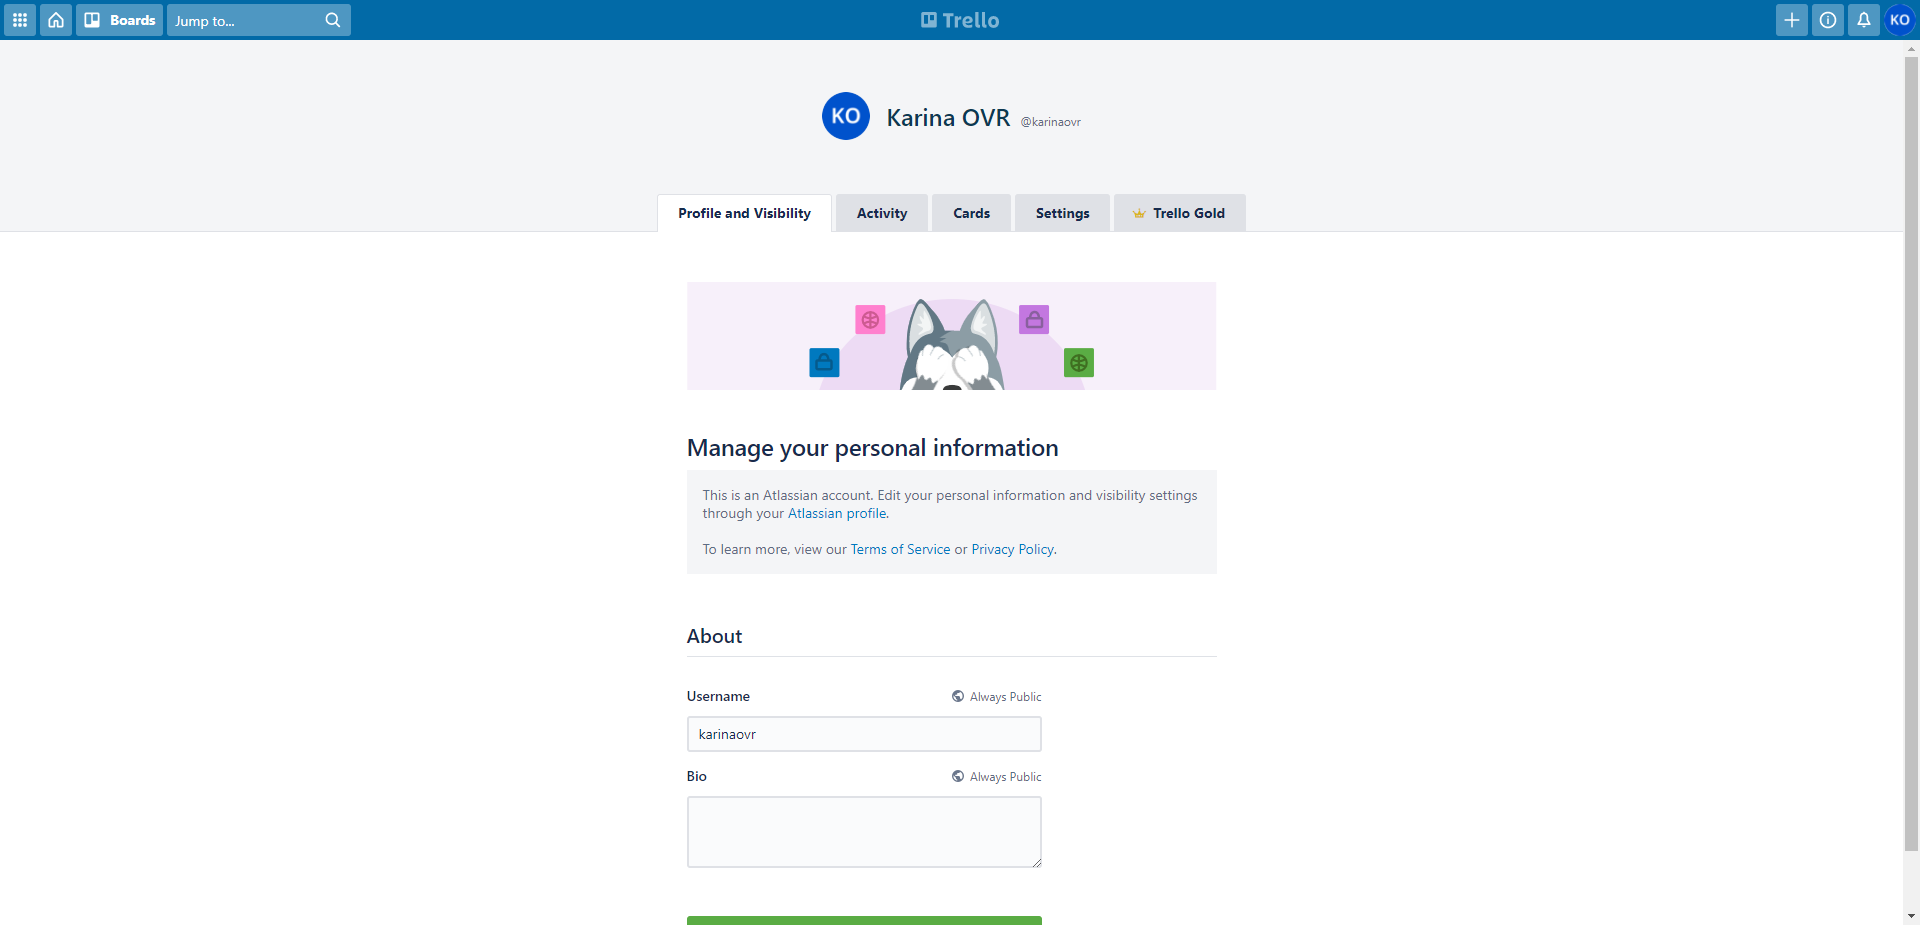 Boards
Jump to...
Trello
KO
KO
Karina OVR @karinaovr
Profile and Visibility
Activity
Cards
Settings
Trello Gold
Manage your personal information
This is an Atlassian account. Edit your personal information and visibility settings
through your Atlassian profile.
To learn more, view our Terms of Service or Privacy Policy.
About
Username
Always Public
karinaovr
Bio
Always Public